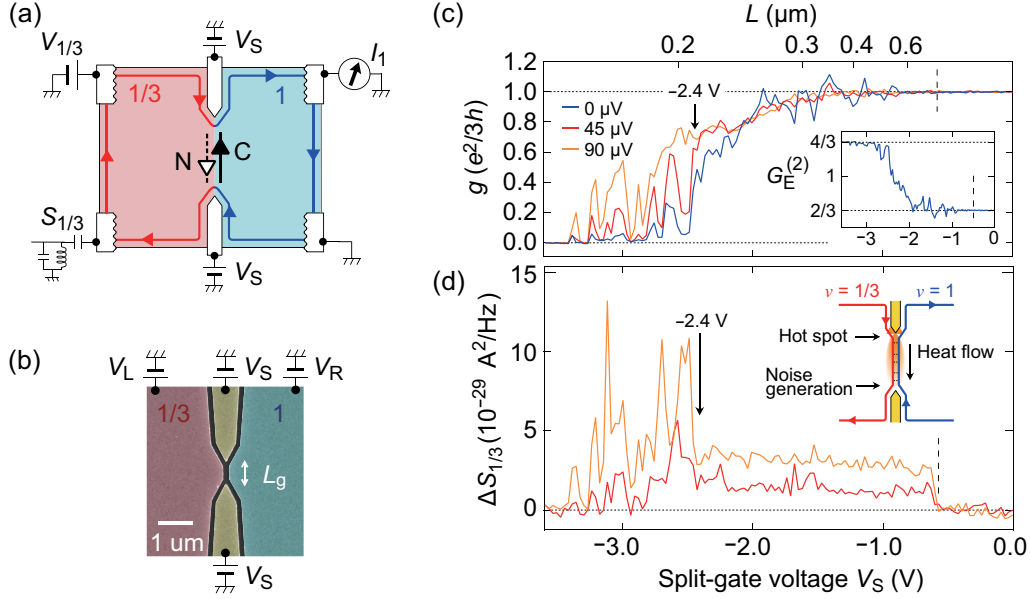 (a)
V1/3
VS
I1
1/3
1
N
C
S1/3
VS
(b)
VL
VS
VR
1/3
1
Lg
1 um
VS
(c)
L (μm)
0.2
0.3
0.4
0.6
g (e2/3h)
1.0
0.8
0.6
0.4
0.2
0.0
−2.4 V
0 μV
45 μV
90 μV
GE(2)
4/3
1
2/3
−3
−2
−1
0
(d)
ΔS1/3 (10−29 A2/Hz)
15
10
5
0
−2.4 V
ν = 1/3
ν = 1
Hot spot
Heat flow
Noise
generation
−3.0
−2.0
−1.0
0.0
Split-gate voltage VS (V)